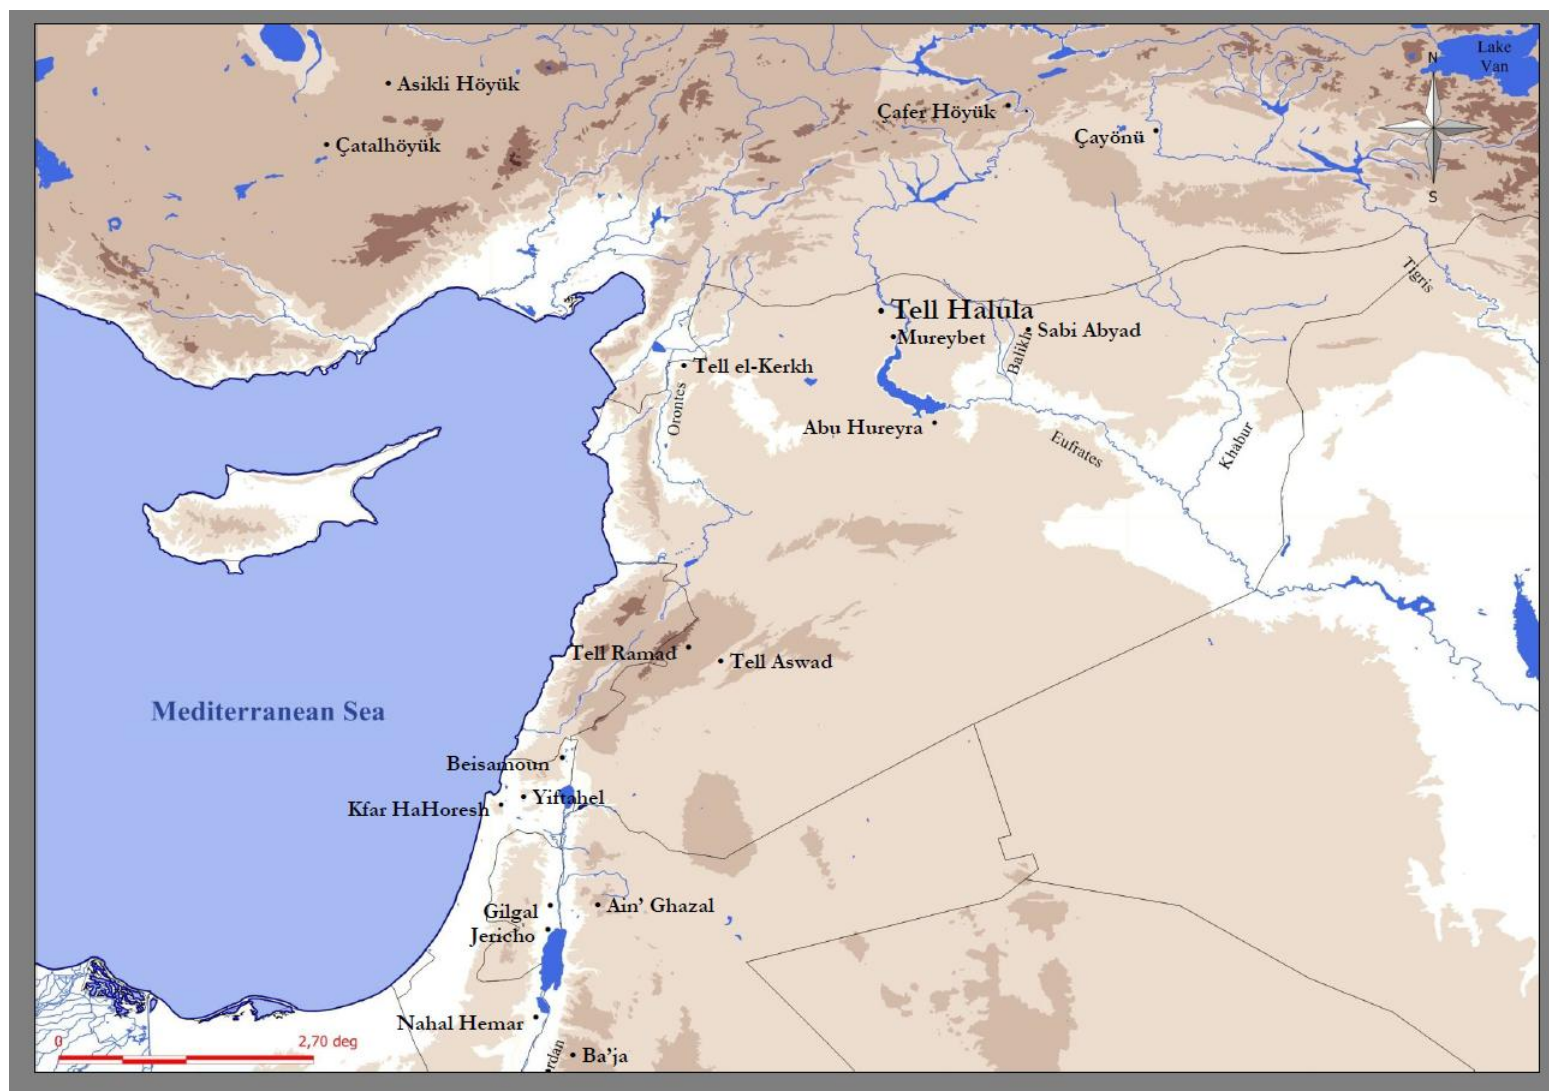 Lake
Van
N
S
Asikli Höyük
Çafer Höyük
Çayönü
Çatalhöyük
Tigris
Tell Halula
Sabi Abyad
Mureybet
Balikh
Tell el-Kerkh
Orontes
Abu Hureyra
Eufrates
Khabur
Tell Ramad
Tell Aswad
Mediterranean Sea
Beisamoun
Yiftahel
Kfar HaHoresh
Gilgal
Ain' Ghazal
Jericho
Nahal Hemar
0
2,70 deg
rdan
Ba'ja